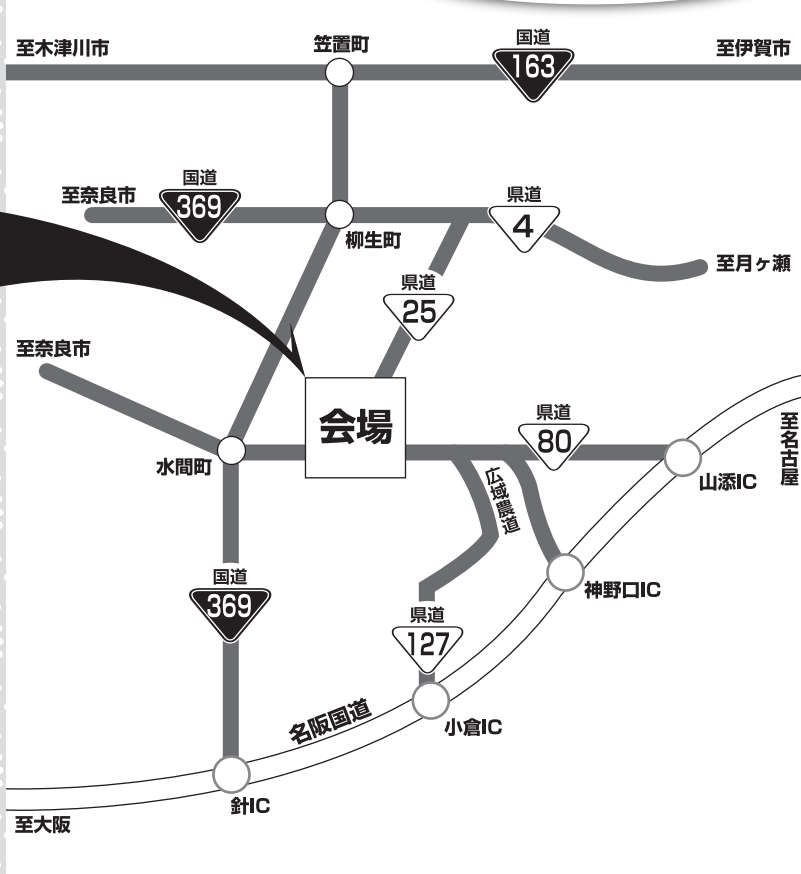 至木津川市
笠置町
国道
163
至伊賀市
至奈良市
国道
369
県道
4
柳生町
至月ヶ瀬
県道
25
至奈良市
会場
県道
80
至名古屋
水間町
広域農道
山添IC
国道
369
神野口IC
県道
127
名阪国道
小倉IC
針IC
至大阪